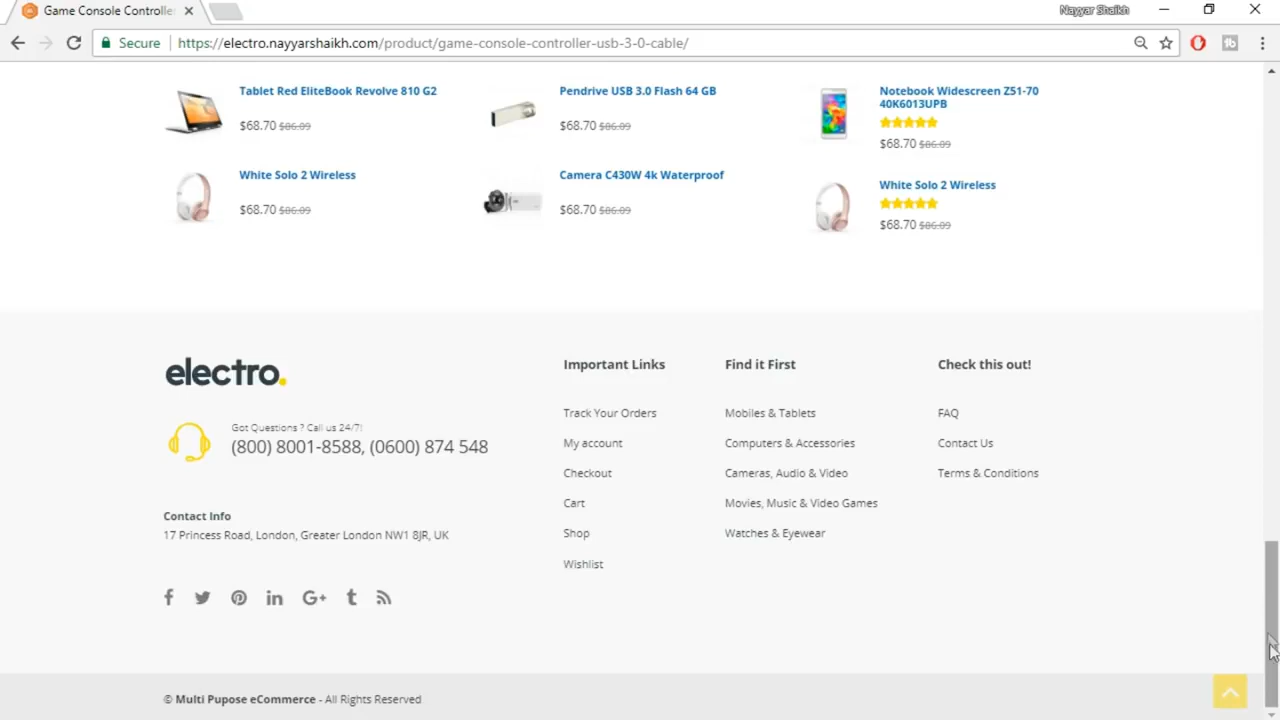 Game Console Controlle
Nayyar Shaikh
Secure
https://electro.nayyarshaikh.com/product/game-console-controller-usb-3-0-cable/
Tablet Red EliteBook Revolve 810 G2
$68.70 $86.09
Pendrive USB 3.0 Flash 64 GB
$68.70 $86.09
Notebook Widescreen Z51-70
40K6013UPB
$68.70 $86.09
White Solo 2 Wireless
$68.70 $86.09
Camera C430W 4k Waterproof
$68.70 $86.09
White Solo 2 Wireless
$68.70 $86.09
electro.
Got Questions ? Call us 24/7!
(800) 8001-8588, (0600) 874 548
Contact Info
17 Princess Road, London, Greater London NW1 8JR, UK
Important Links
Track Your Orders
My account
Checkout
Cart
Shop
Wishlist
Find it First
Mobiles & Tablets
Computers & Accessories
Cameras, Audio & Video
Movies, Music & Video Games
Watches & Eyewear
Check this out!
FAQ
Contact Us
Terms & Conditions
© Multi Pupose eCommerce - All Rights Reserved